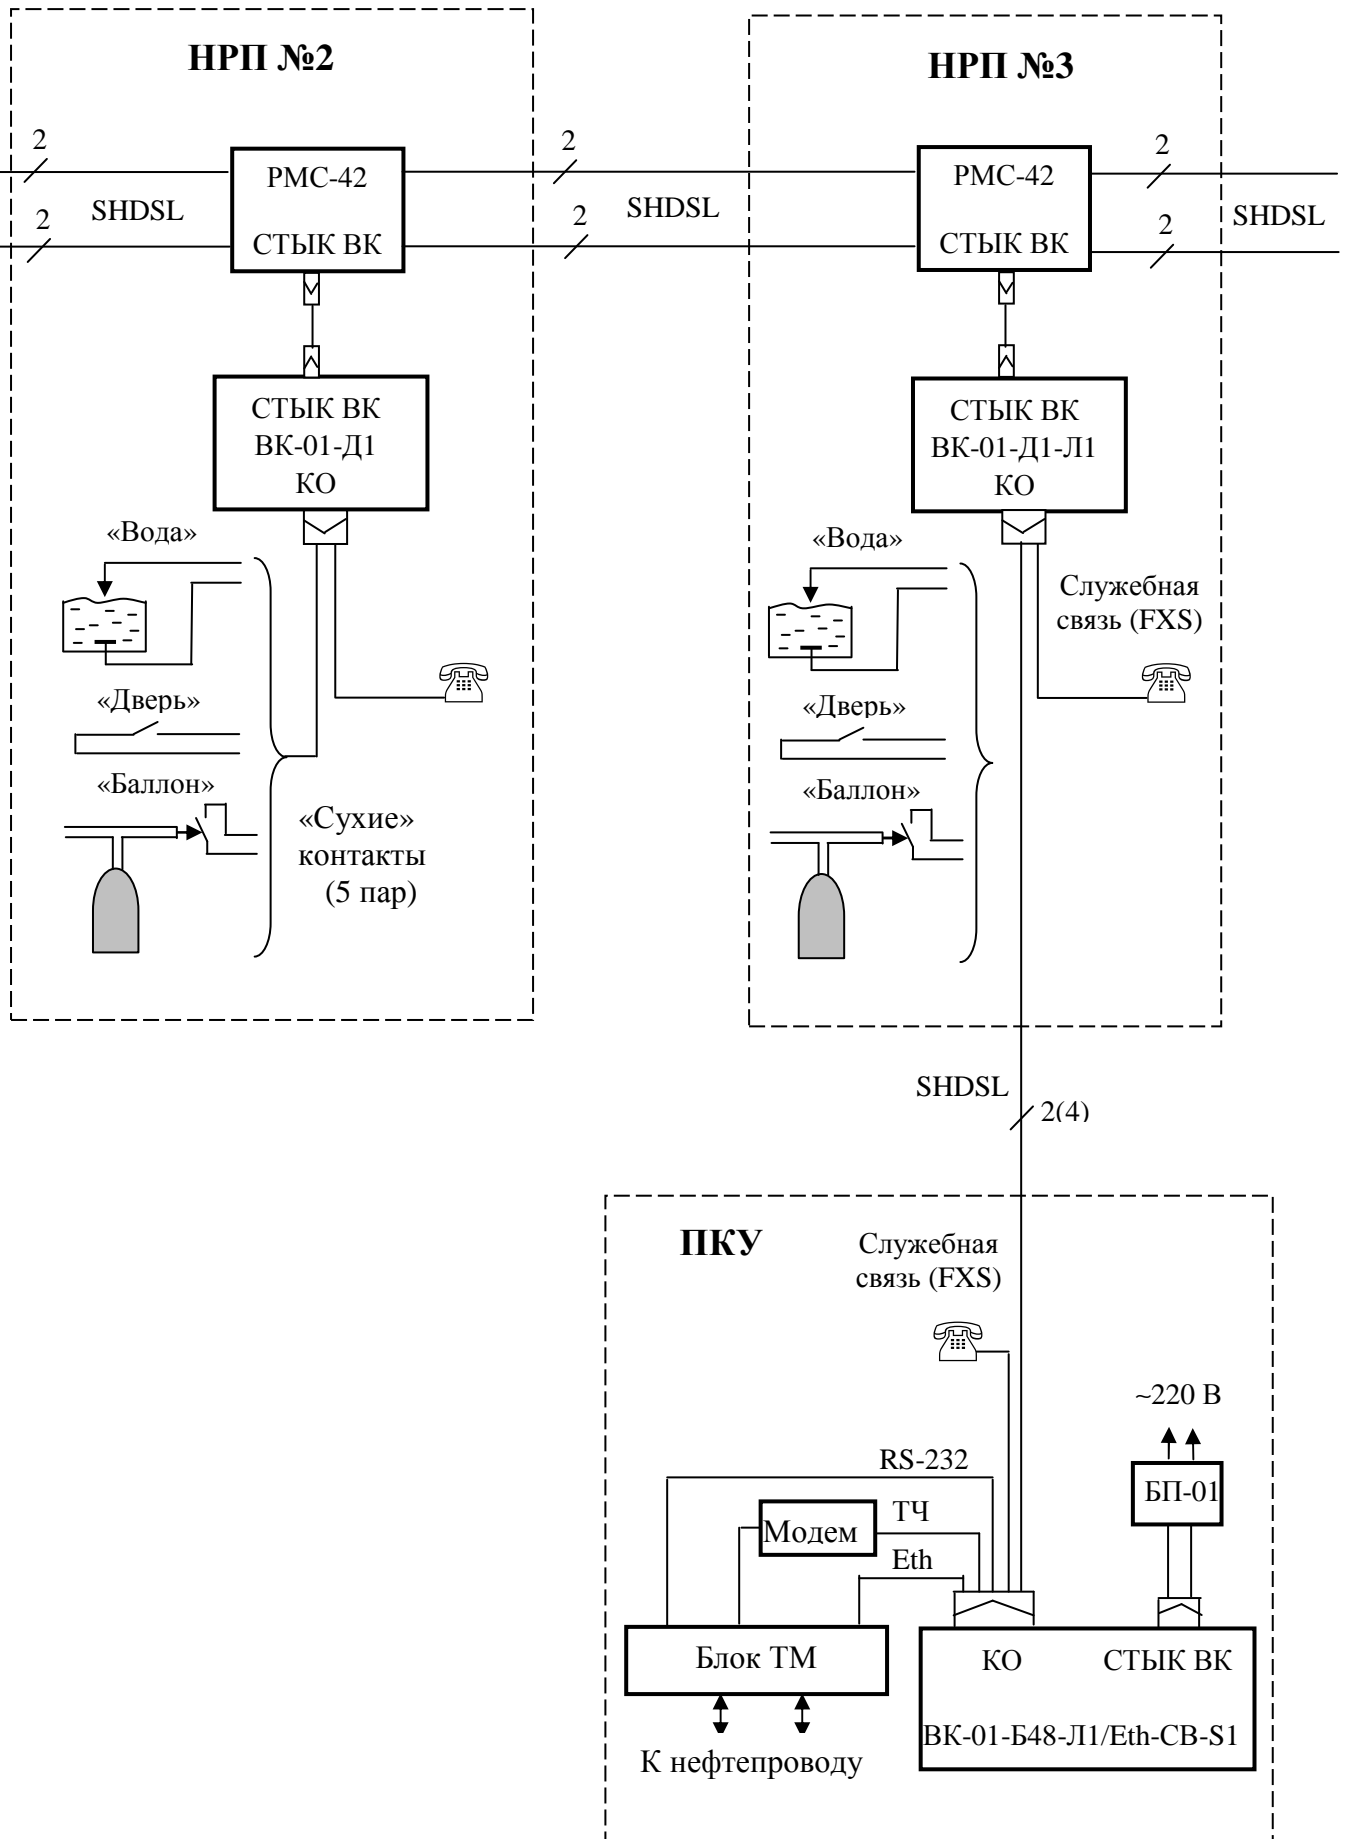 НРП №2
НРП №3
2
2
2
РМС-42
РМС-42
SHDSL
SHDSL
SHDSL
2
2
2
СТЫК ВК
СТЫК ВК
СТЫК ВК
ВК-01-Д1
КО
СТЫК ВК
ВК-01-Д1-Л1
КО
«Вода»
«Дверь»
«Баллон»
«Сухие»
контакты
(5 пар)
«Вода»
Служебная
связь (FXS)
«Дверь»
«Баллон»
SHDSL
2(4)
ПКУ
Служебная
связь (FXS)
~220 В
RS-232
БП-01
ТЧ
Модем
Eth
Блок ТМ
КО
СТЫК ВК
ВК-01-Б48-Л1/Eth-СВ-S1
К нефтепроводу